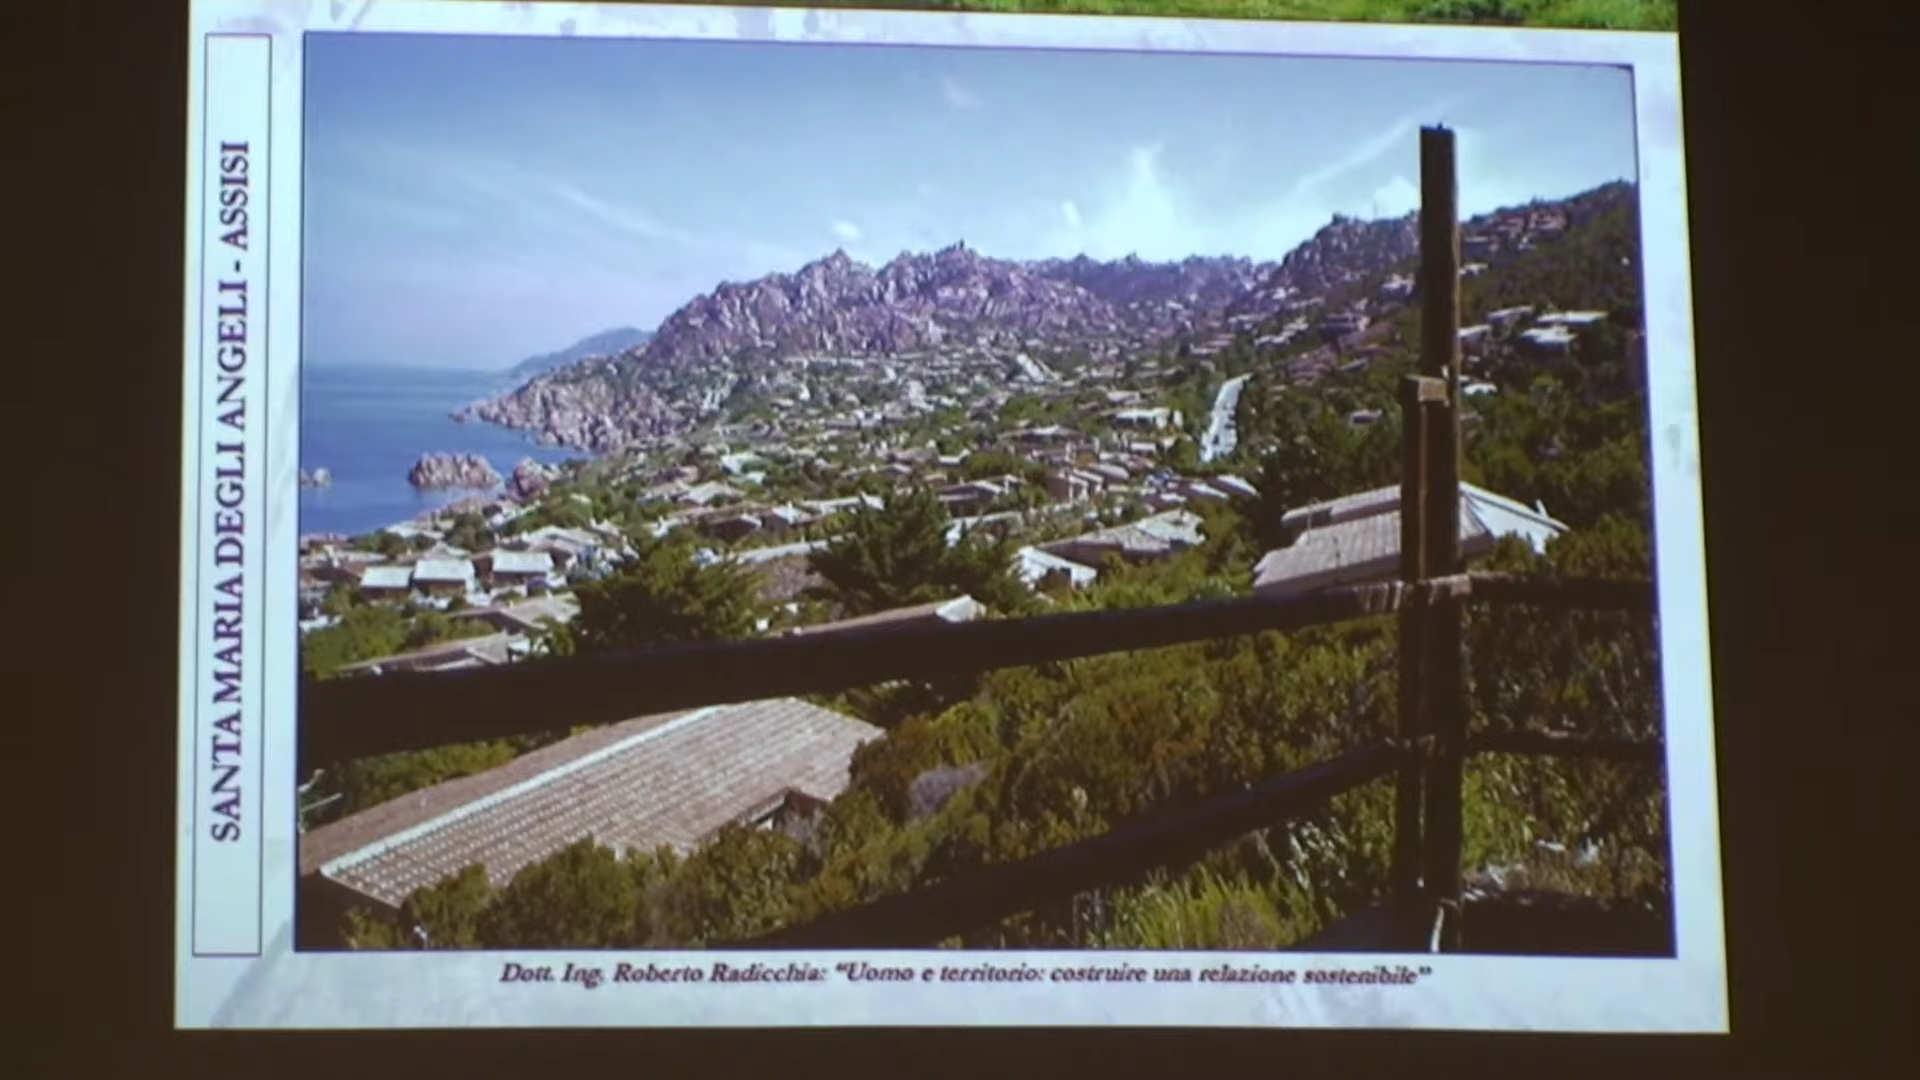 SANTA MARIA DEGLI ANGELI - ASSISI
Dott. Ing. Roberto Radicchia: “Uomo e territorio: costruire una relazione sostenibile”